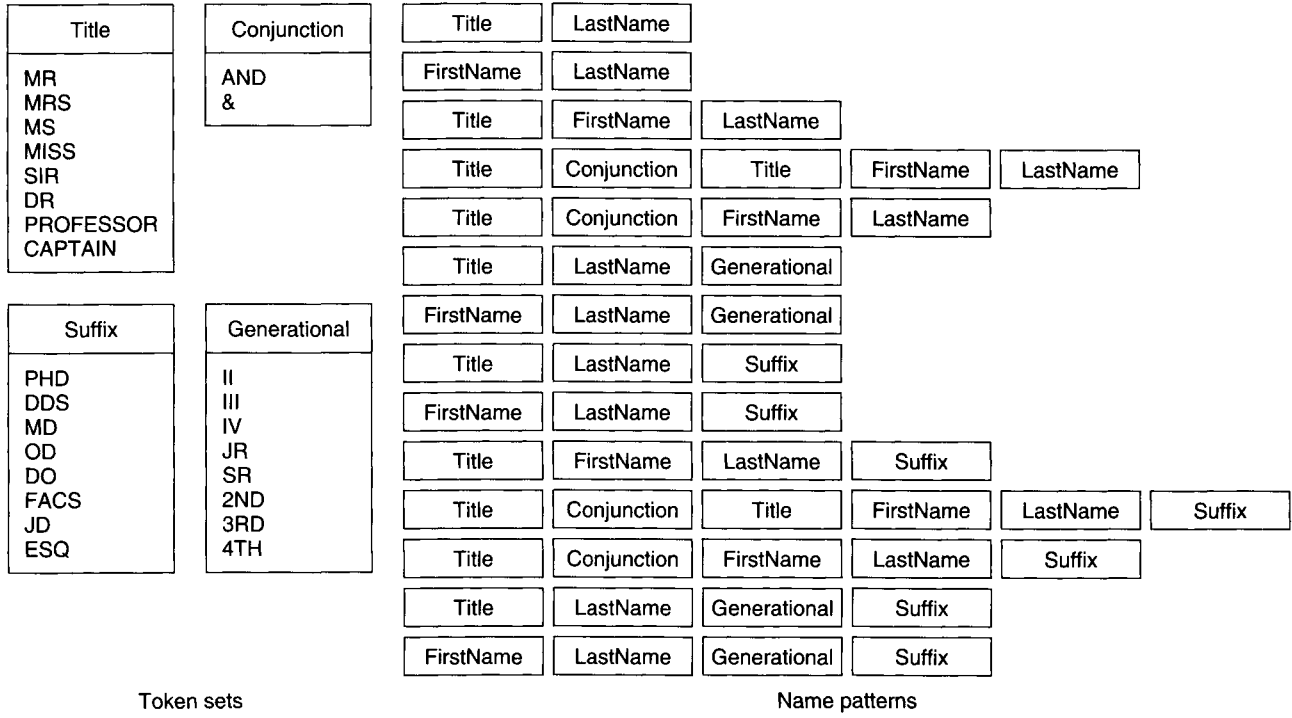 Title
MR
MRS
MS
MISS
SIR
DR
PROFESSOR
CAPTAIN
Conjunction
AND
&
Suffix
PHD
DDS
MD
OD
DO
FACS
JD
ESQ
Generational
II
III
IV
JR
SR
2ND
3RD
4TH
Token sets
Title LastName
FirstName LastName
Title FirstName LastName
Title Conjunction Title FirstName LastName
Title Conjunction FirstName LastName
Title LastName Generational
FirstName LastName Generational
Title LastName Suffix
FirstName LastName Suffix
Title FirstName LastName Suffix
Title Conjunction Title FirstName LastName Suffix
Title Conjunction FirstName LastName Suffix
Title LastName Generational Suffix
FirstName LastName Generational Suffix
Name patterns